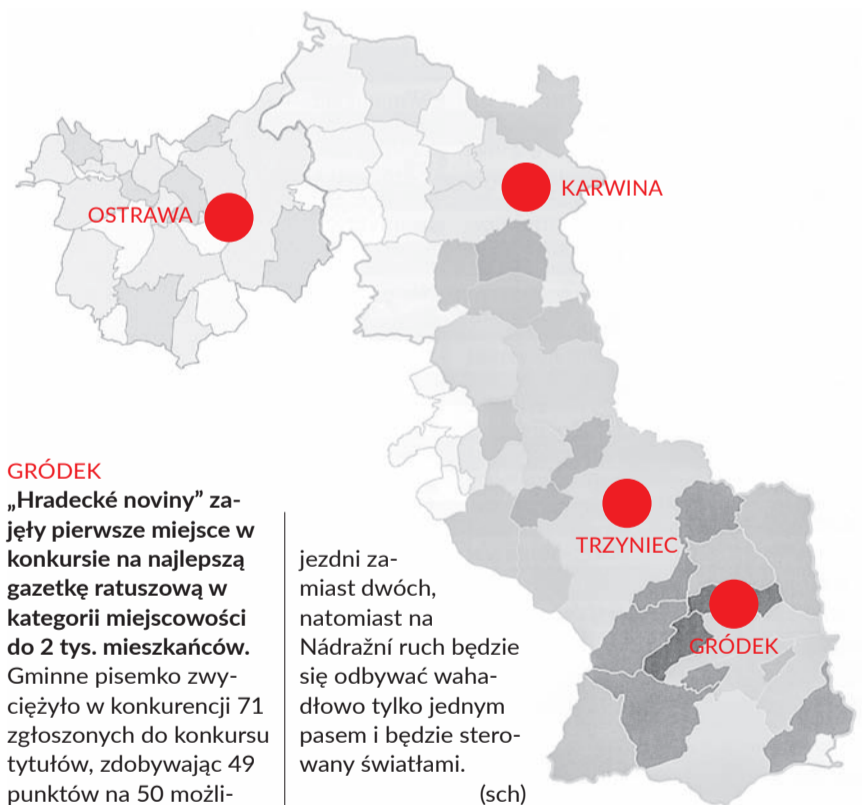 OSTRAWA
KARWINA
TRZYNIEC
GRÓDEK
GRÓDEK
„Hradecké noviny” za-
jęły pierwsze miejsce w
konkursie na najlepszą
gazetkę ratuszową w
kategorii miejscowości
do 2 tys. mieszkańców.
Gminne pisemko zwy-
ciężyło w konkurencji 71
zgłoszonych do konkursu
tytułów, zdobywając 49
punktów na 50 możli-
jezdni za-
miast dwóch,
natomiast na
Nádražní ruch będzie
się odbywać waha-
dłowo tylko jednym
pasem i będzie stero-
wany światłami.
(sch)